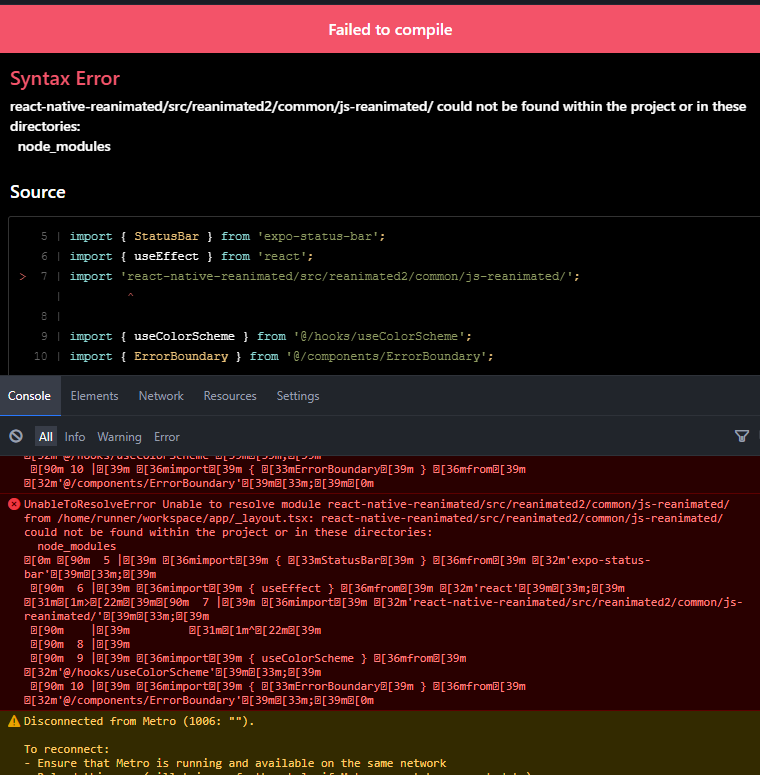 Failed to compile
Syntax Error
react-native-reanimated/src/reanimated2/common/js-reanimated/ could not be found within the project or in these
directories:
node_modules
Source
5 | import { StatusBar } from 'expo-status-bar';
6 | import { useEffect } from 'react';
> 7 | import 'react-native-reanimated/src/reanimated2/common/js-reanimated/';
| ^
8 |
9 | import { useColorScheme } from '@/hooks/useColorScheme';
10 | import { ErrorBoundary } from '@/components/ErrorBoundary';
Console Elements Network Resources Settings
All Info Warning Error
�[32m'@/hooks/useColorScheme'�[39m�[33m;�[39m
�[90m 10 |�[39m �[36mimport�[39m { �[33mErrorBoundary�[39m } �[36mfrom�[39m
�[32m'@/components/ErrorBoundary'�[39m�[33m;�[39m�[0m
UnableToResolveError Unable to resolve module react-native-reanimated/src/reanimated2/common/js-reanimated/
from /home/runner/workspace/app/_layout.tsx: react-native-reanimated/src/reanimated2/common/js-reanimated/
could not be found within the project or in these directories:
node_modules
�[0m �[90m 5 |�[39m �[36mimport�[39m { �[33mStatusBar�[39m } �[36mfrom�[39m �[32m'expo-status-
bar'�[39m�[33m;�[39m
�[90m 6 |�[39m �[36mimport�[39m { useEffect } �[36mfrom�[39m �[32m'react'�[39m�[33m;�[39m
�[31m�[1m>�[22m�[39m�[90m 7 |�[39m �[36mimport�[39m �[32m'react-native-reanimated/src/reanimated2/common/js-
reanimated/'�[39m�[33m;�[39m
�[90m |�[39m �[31m�[1m^�[22m�[39m
�[90m 8 |�[39m
�[90m 9 |�[39m �[36mimport�[39m { useColorScheme } �[36mfrom�[39m
�[32m'@/hooks/useColorScheme'�[39m�[33m;�[39m
�[90m 10 |�[39m �[36mimport�[39m { �[33mErrorBoundary�[39m } �[36mfrom�[39m
�[32m'@/components/ErrorBoundary'�[39m�[33m;�[39m�[0m
Disconnected from Metro (1006: "").
To reconnect:
- Ensure that Metro is running and available on the same network